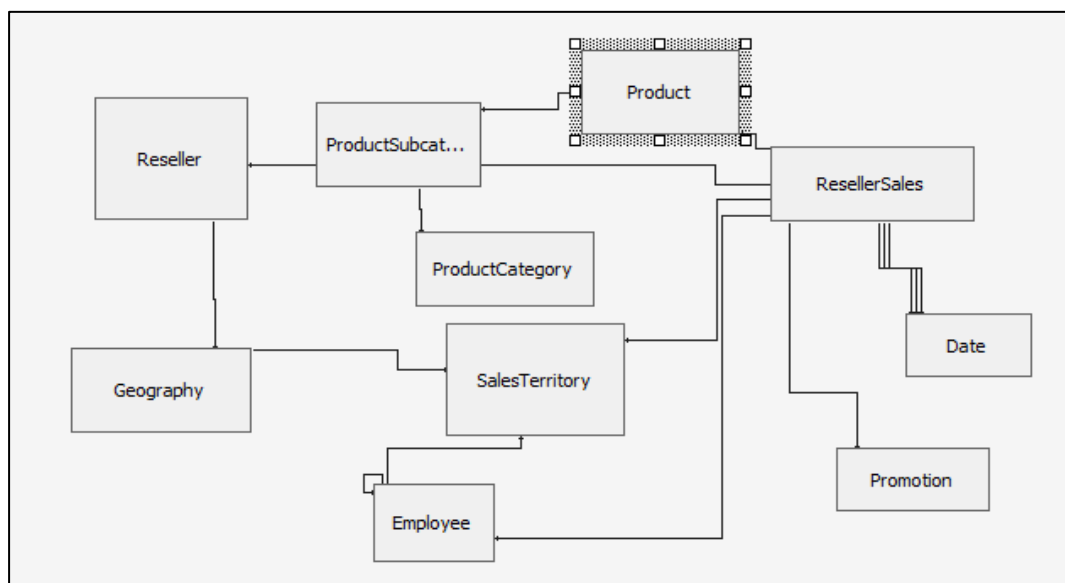 Product
Reseller
ProductSubcat...
ResellerSales
ProductCategory
Date
Geography
SalesTerritory
Promotion
Employee